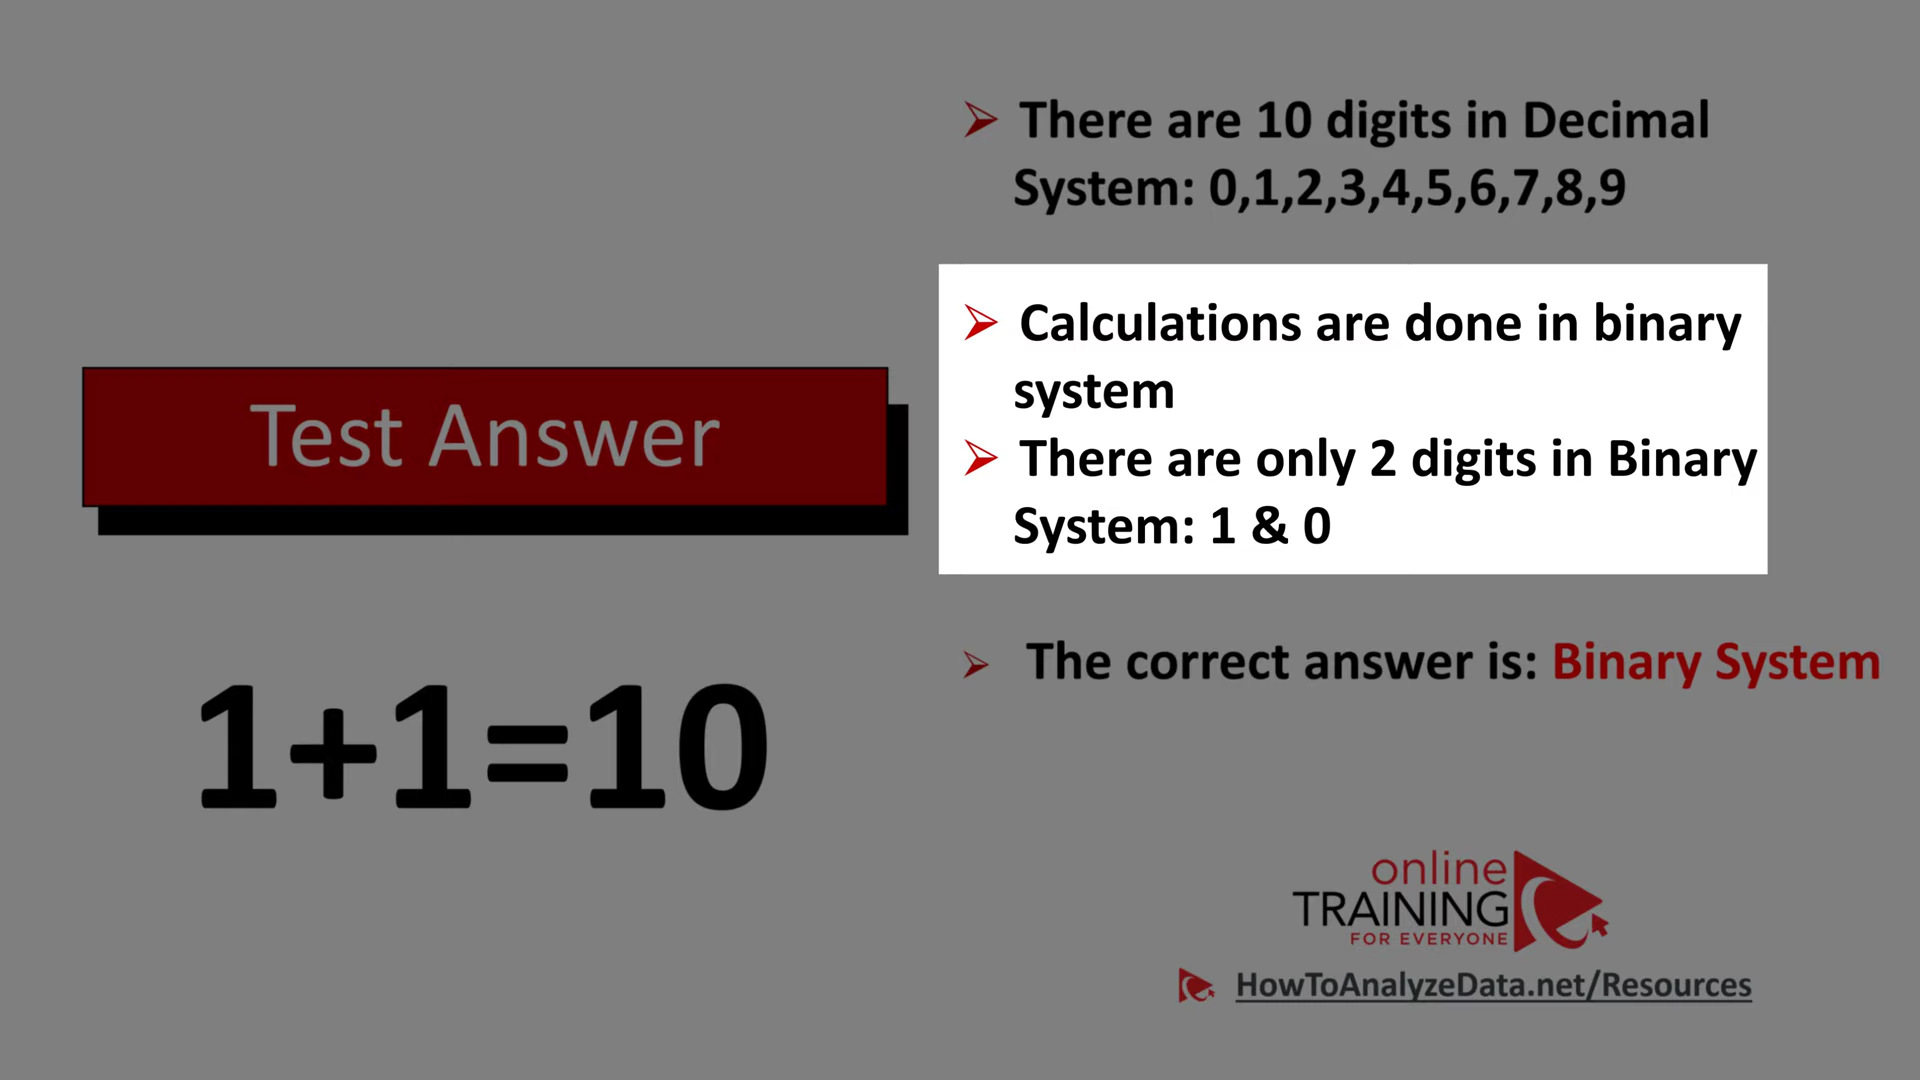 There are 10 digits in Decimal
System: 0,1,2,3,4,5,6,7,8,9
Calculations are done in binary
system
There are only 2 digits in Binary
System: 1 & 0
Test Answer
The correct answer is: Binary System
1+1=10
online
TRAINING
FOR EVERYONE
HowToAnalyzeData.net/Resources